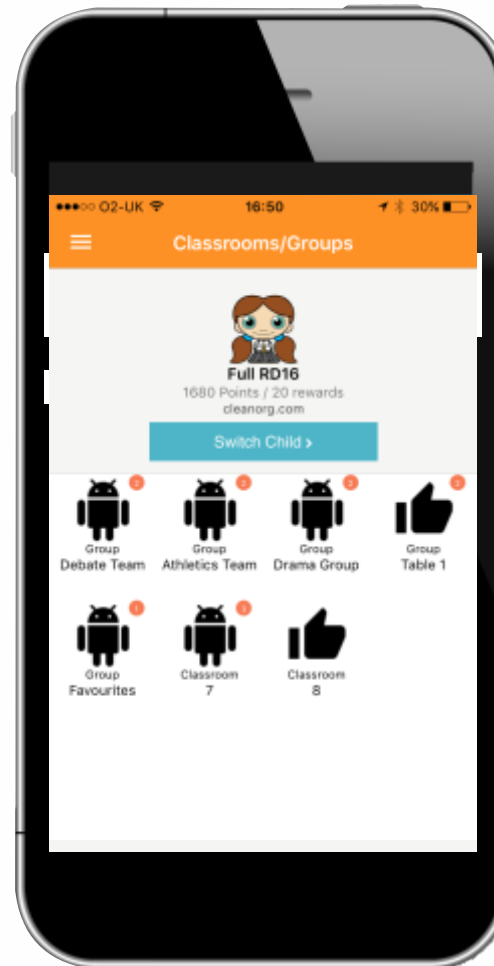 O2-UK 16:50 30%
Classrooms/Groups
Full RD16
1680 Points / 20 rewards
cleanorg.com
Switch Child ›
Group Group Group Group
Debate Team Athletics Team Drama Group Table 1
Group Classroom Classroom
Favourites 7 8